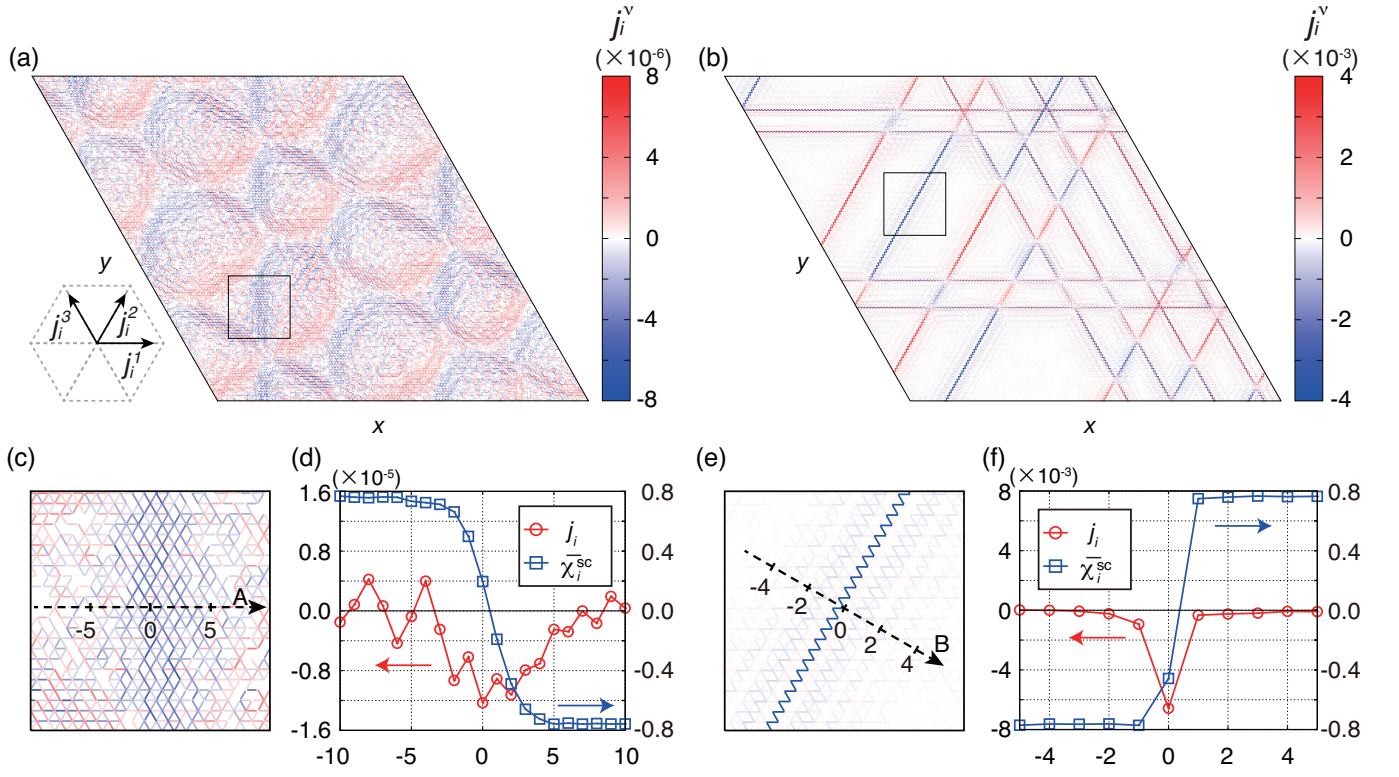 (a)
j_i^ν
(×10^-6)
8
4
0
-4
-8
y
x
j_i^3
j_i^2
j_i^1
(b)
j_i^ν
(×10^-3)
4
2
0
-2
-4
y
x
(c)
A
-5 0 5
(d)
(×10^-5)
1.6
0.8
0.0
-0.8
-1.6
0.8
0.4
0.0
-0.4
-0.8
j_i
χ̄_i^sc
-10 -5 0 5 10
(e)
-4
-2
0
2
4
B
(f)
(×10^-3)
8
4
0
-4
-8
0.8
0.4
0.0
0.4
0.8
j_i
χ̄_i^sc
-4 -2 0 2 4